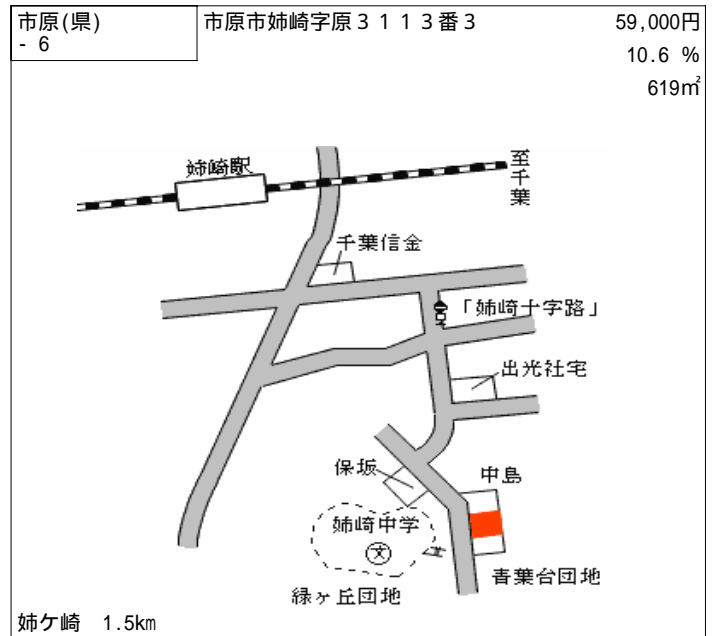 市原(県)
- 6
市原市姉崎字原３１１３番３
59,000円
10.6 %
619㎡
姉崎駅
至千葉
千葉信金
「姉崎十字路」
出光社宅
保坂
中島
姉崎中学
文
青葉台団地
緑ヶ丘団地
姉ケ崎 1.5km